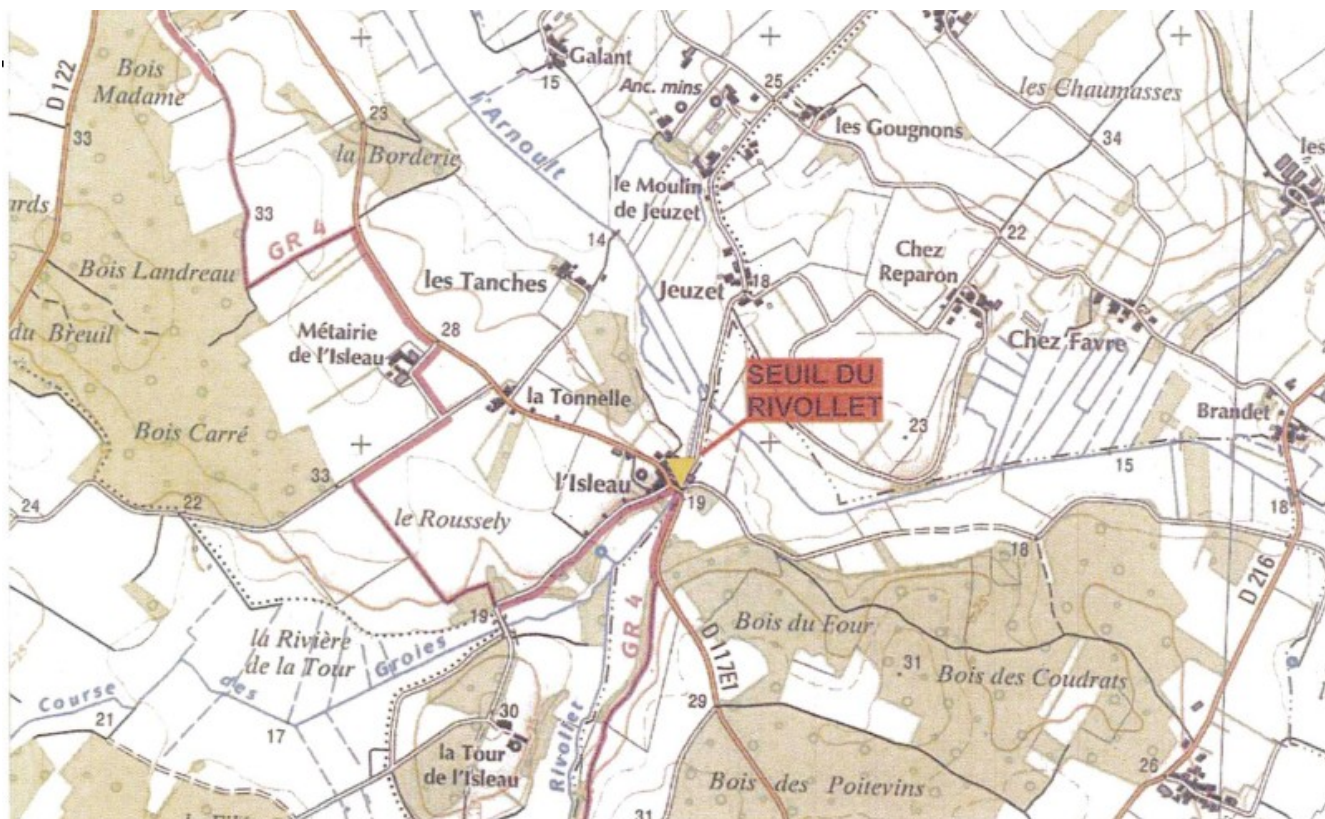 Bois
Madame
D 122
33
23
la Borderie
Galant
15
l'Arnoult
Anc. mins
25
les Gougnons
les Chaumasses
34
les
ards
33
GR 4
le Moulin
de Jeuzet
14
22
Chez
Reparon
Bois Landreau
les Tanches
Jeuzet
18
du Breuil
Métairie
de l'Isleau
28
Chez Favre
SEUIL DU
RIVOLLET
la Tonnelle
Brandet
Bois Carré
23
15
33
l'Isleau
19
18
24
22
le Roussely
18
D 216
19
la Rivière
de la Tour
Bois du Four
GR 4
D 117E1
31
Bois des Coudrats
Course
des
Groies
21
17
30
29
la Tour
de l'Isleau
Rivollet
Bois des Poitevins
26
31